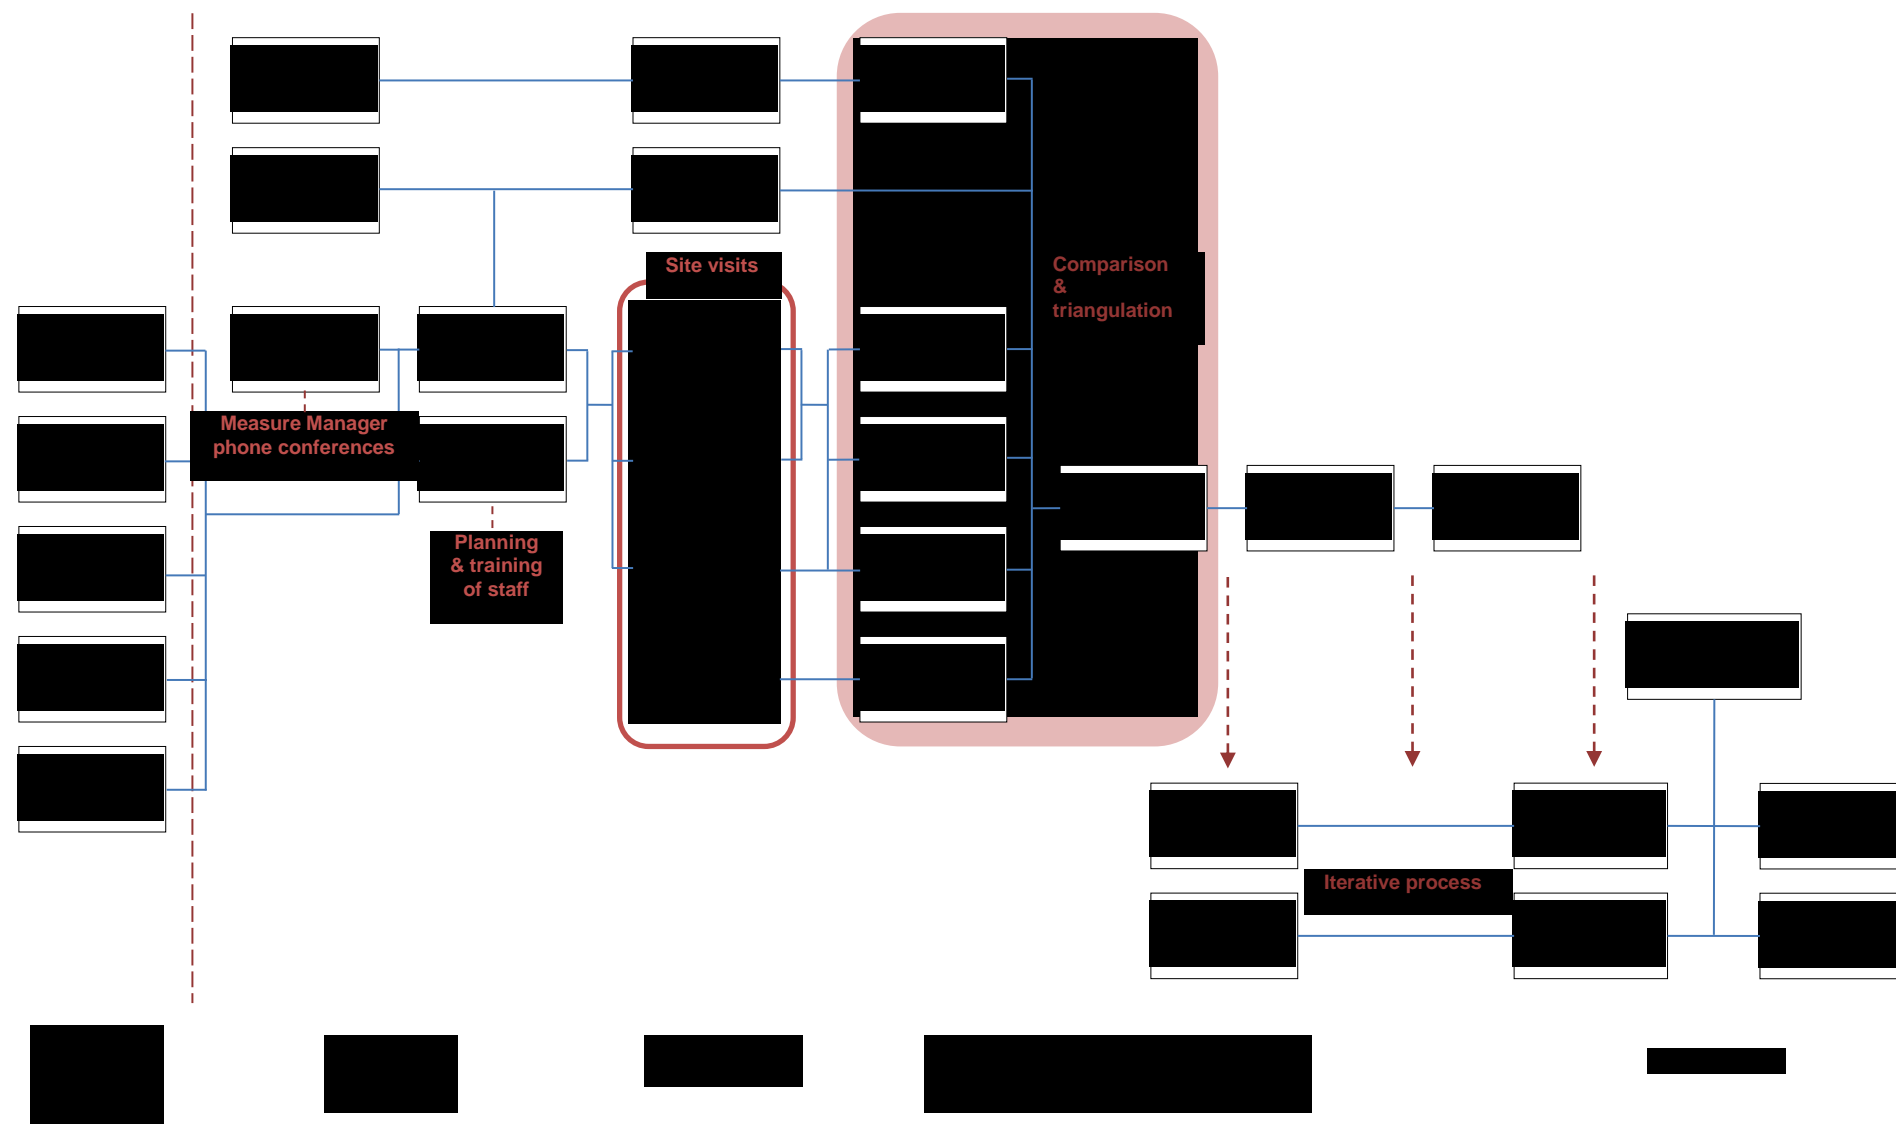 Site visits
Comparison
&
triangulation
Measure Manager
phone conferences
Planning
& training
of staff
Iterative process